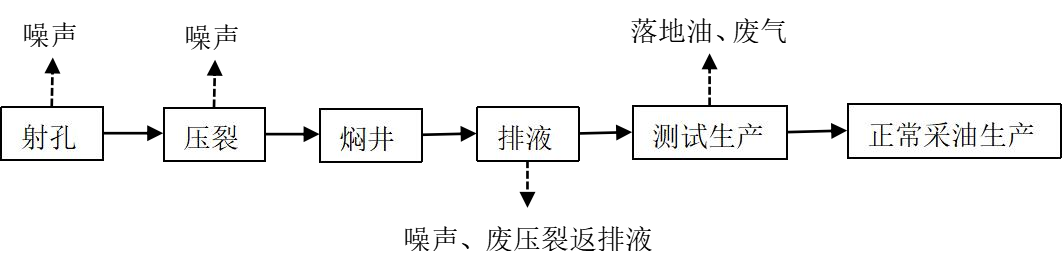 噪声
噪声
落地油、废气
射孔
压裂
焖井
排液
测试生产
正常采油生产
噪声、废压裂返排液